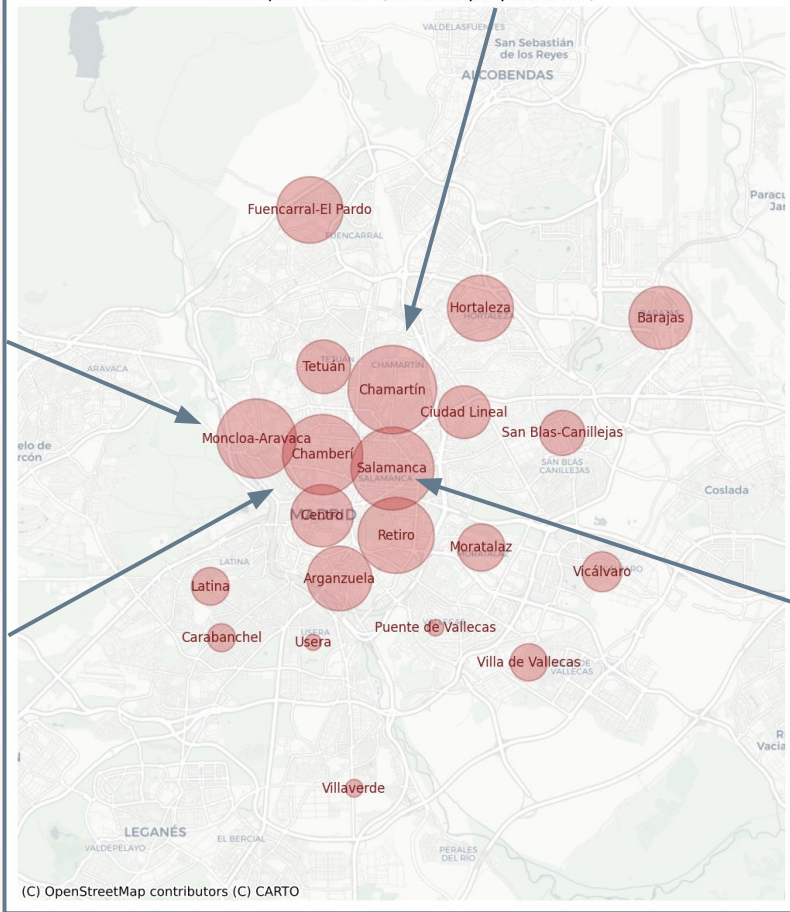 VALDELASFUENTES
San Sebastián
de los Reyes
ALCOBENDAS
Paracu
Jar
Fuencarral-El Pardo
FUENCARRAL
Hortaleza
HORTALEZA
Barajas
BARAJAS
ARAVACA
TETUÁN
Tetuán
CHAMARTÍN
Chamartín
Ciudad Lineal
San Blas-Canillejas
Moncloa-Aravaca
elo de
rcón
Chamberí
Salamanca
SALAMANCA
SAN BLAS
CANILLEJAS
Coslada
MADRID
Centro
Retiro
Moratalaz
MORATALAZ
LATINA
Latina
Arganzuela
Vicálvaro
Carabanchel
USERA
Usera
Puente de Vallecas
Villa de Vallecas
VALLECAS
R
Vacia
Villaverde
LEGANÉS
VALDEPELAYO
EL BERCIAL
PERALES
DEL RÍO
(C) OpenStreetMap contributors (C) CARTO